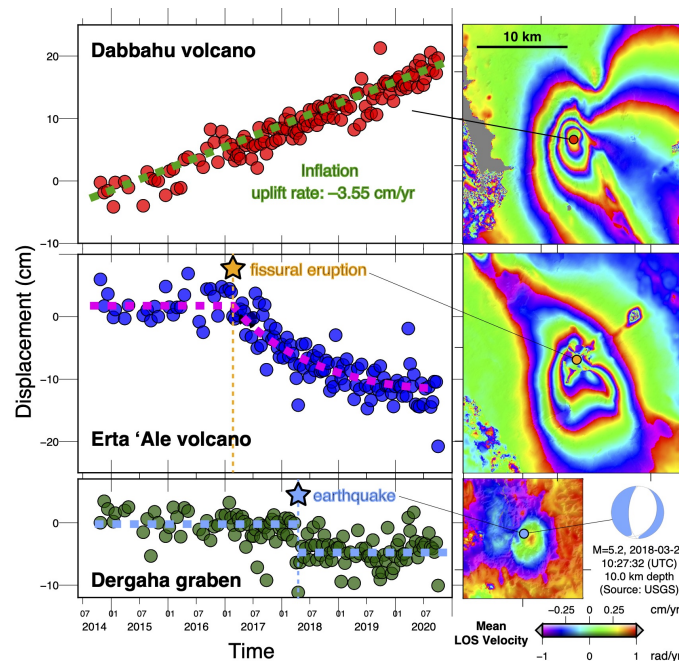 Dabbahu volcano
10 km
20
10
0
−10
Inflation
uplift rate: –3.55 cm/yr
Displacement (cm)
fissural eruption
0
−10
−20
Erta ‘Ale volcano
earthquake
0
−10
Dergaha graben
M=5.2, 2018-03-2
10:27:32 (UTC)
10.0 km depth
(Source: USGS)
07 01 07 01 07 01 07 01 07 01 07 01 07
2014 2015 2016 2017 2018 2019 2020
Time
−0.25 0 0.25 cm/yr
Mean
LOS Velocity
−1 0 1 rad/yr